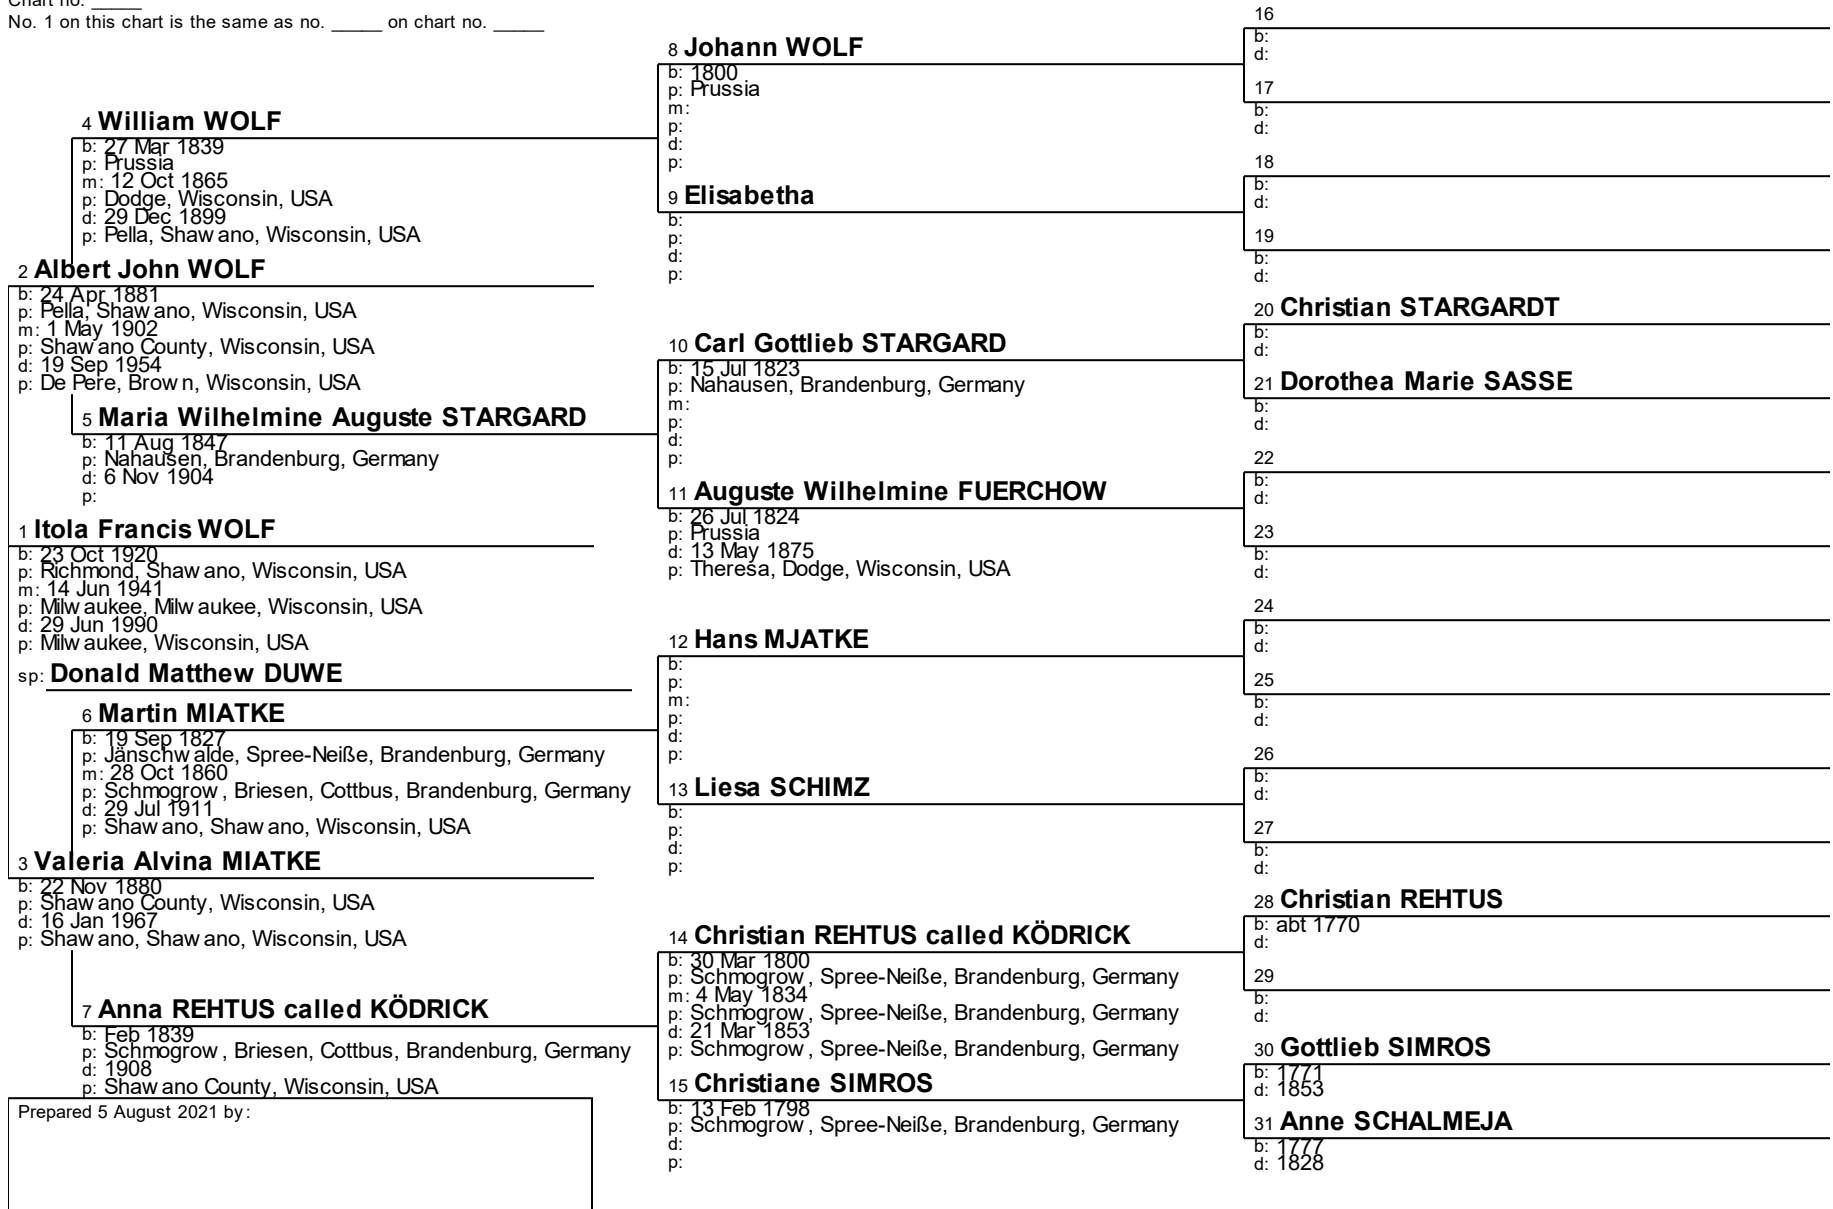 Chart no. _____
No. 1 on this chart is the same as no. _____ on chart no. _____
4 William WOLF
b: 27 Mar 1839
p: Prussia
m: 12 Oct 1865
p: Dodge, Wisconsin, USA
d: 29 Dec 1899
p: Pella, Shawano, Wisconsin, USA
2 Albert John WOLF
b: 24 Apr 1881
p: Pella, Shawano, Wisconsin, USA
m: 1 May 1902
p: Shawano County, Wisconsin, USA
d: 19 Sep 1954
p: De Pere, Brown, Wisconsin, USA
5 Maria Wilhelmine Auguste STARGARD
b: 11 Aug 1847
p: Nahausen, Brandenburg, Germany
d: 6 Nov 1904
p:
1 Itola Francis WOLF
b: 23 Oct 1920
p: Richmond, Shawano, Wisconsin, USA
m: 14 Jun 1941
p: Milwaukee, Milwaukee, Wisconsin, USA
d: 29 Jun 1990
p: Milwaukee, Wisconsin, USA
sp: Donald Matthew DUWE
6 Martin MIATKE
b: 19 Sep 1827
p: Jänschwalde, Spree-Neiße, Brandenburg, Germany
m: 28 Oct 1860
p: Schmogrow, Briesen, Cottbus, Brandenburg, Germany
d: 29 Jul 1911
p: Shawano, Shawano, Wisconsin, USA
3 Valeria Alvina MIATKE
b: 22 Nov 1880
p: Shawano County, Wisconsin, USA
d: 16 Jan 1967
p: Shawano, Shawano, Wisconsin, USA
7 Anna REHTUS called KÖDRICK
b: Feb 1839
p: Schmogrow, Briesen, Cottbus, Brandenburg, Germany
d: 1908
p: Shawano County, Wisconsin, USA
Prepared 5 August 2021 by:
8 Johann WOLF
b: 1800
p: Prussia
m:
p:
d:
p:
9 Elisabetha
b:
p:
d:
p:
10 Carl Gottlieb STARGARD
b: 15 Jul 1823
p: Nahausen, Brandenburg, Germany
m:
p:
d:
p:
11 Auguste Wilhelmine FUERCHOW
b: 26 Jul 1824
p: Prussia
d: 13 May 1875
p: Theresa, Dodge, Wisconsin, USA
12 Hans MJATKE
b:
p:
m:
p:
d:
p:
13 Liesa SCHIMZ
b:
p:
d:
p:
14 Christian REHTUS called KÖDRICK
b: 30 Mar 1800
p: Schmogrow, Spree-Neiße, Brandenburg, Germany
m: 4 May 1834
p: Schmogrow, Spree-Neiße, Brandenburg, Germany
d: 21 Mar 1853
p: Schmogrow, Spree-Neiße, Brandenburg, Germany
15 Christiane SIMROS
b: 13 Feb 1798
p: Schmogrow, Spree-Neiße, Brandenburg, Germany
d:
p:
16
b:
d:
17
b:
d:
18
b:
d:
19
b:
d:
20 Christian STARGARDT
b:
d:
21 Dorothea Marie SASSE
b:
d:
22
b:
d:
23
b:
d:
24
b:
d:
25
b:
d:
26
b:
d:
27
b:
d:
28 Christian REHTUS
b: abt 1770
d:
29
b:
d:
30 Gottlieb SIMROS
b: 1771
d: 1853
31 Anne SCHALMEJA
b: 1777
d: 1828